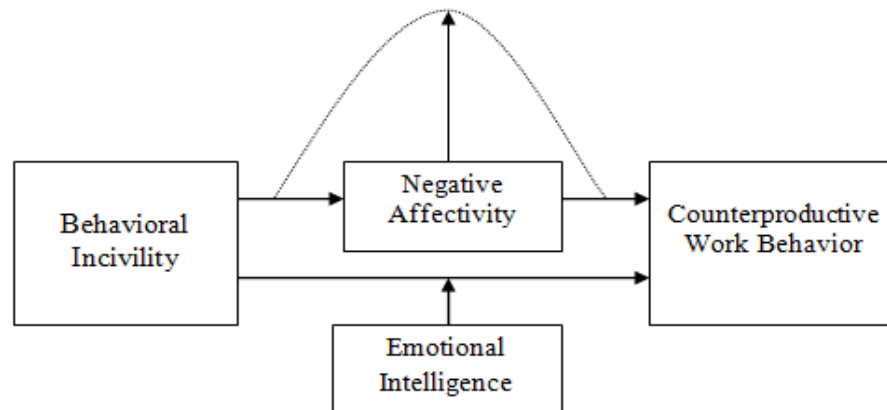 Behavioral
Incivility
Negative
Affectivity
Counterproductive
Work Behavior
Emotional
Intelligence